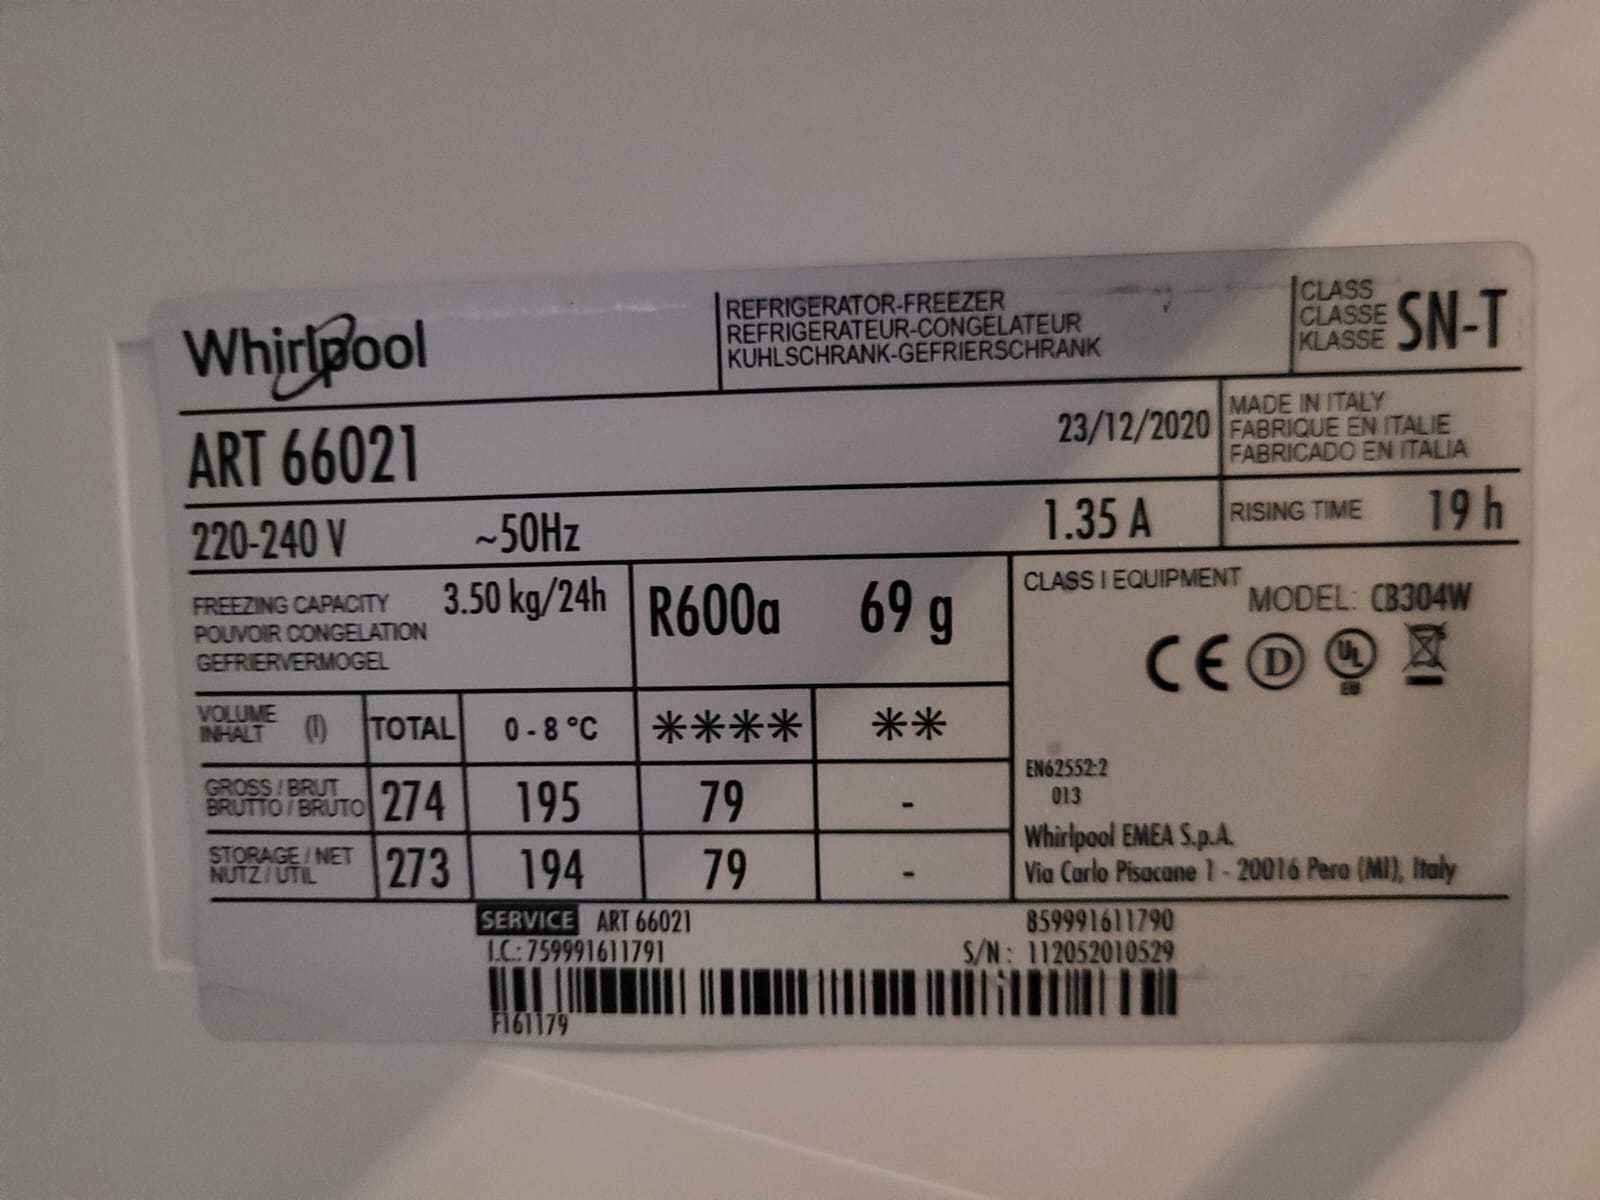 Whirlpool
REFRIGERATOR-FREEZER
REFRIGERATEUR-CONGELATEUR
KUHLSCHRANK-GEFRIERSCHRANK
CLASS
CLASSE
KLASSE
SN-T
ART 66021
23/12/2020
MADE IN ITALY
FABRIQUE EN ITALIE
FABRICADO EN ITALIA
220-240 V ~50Hz 1.35 A
RISING TIME 19 h
FREEZING CAPACITY 3.50 kg/24h
POUVOIR CONGELATION
GEFRIERVERMOGEL
R600a 69 g
CLASS I EQUIPMENT
MODEL: CB304W
CE D UL
EU
VOLUME
INHALT (l)
TOTAL 0 - 8 °C **** **
GROSS / BRUT
BRUTTO / BRUTO
274 195 79 -
STORAGE / NET
NUTZ / UTIL
273 194 79 -
EN62552:2
013
Whirlpool EMEA S.p.A.
Via Carlo Pisacane 1 - 20016 Pero (MI), Italy
SERVICE ART 66021 859991611790
I.C.: 759991611791 S/N : 112052010529
F161179